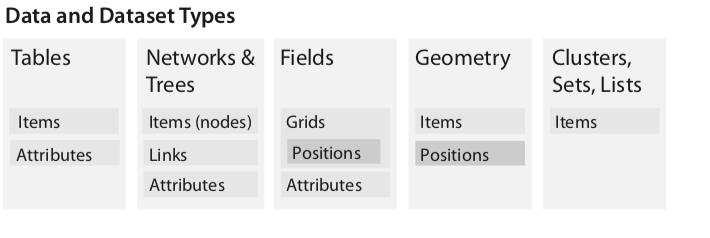 Data and Dataset Types
Tables
Items
Attributes
Networks &
Trees
Items (nodes)
Links
Attributes
Fields
Grids
Positions
Attributes
Geometry
Items
Positions
Clusters,
Sets, Lists
Items